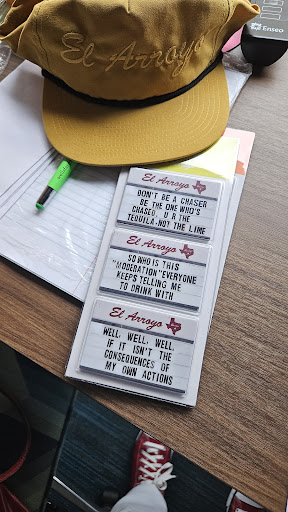 Enseo
El Arroyo
El Arroyo
DON'T BE A CHASER
BE THE ONE WHO'S
CHASED. U R THE
TEQUILA-NOT THE LIME
El Arroyo
SO WHO IS THIS
"MODERATION" EVERYONE
KEEPS TELLING ME
TO DRINK WITH
El Arroyo
WELL, WELL, WELL,
IF IT ISN'T THE
CONSEQUENCES OF
MY OWN ACTIONS